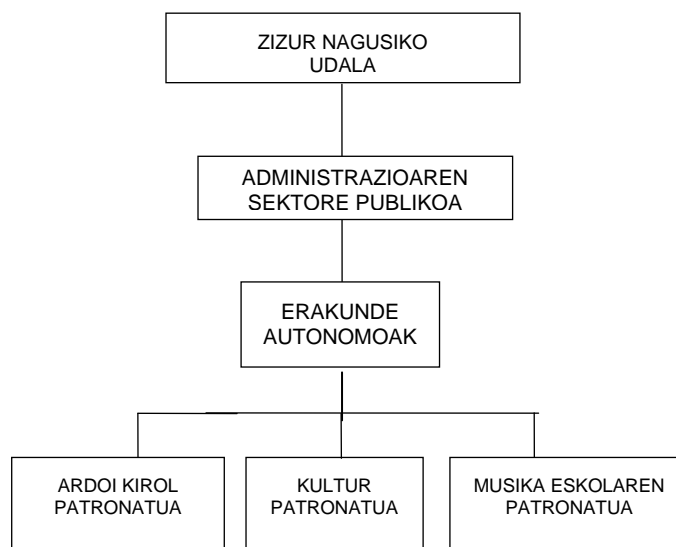 ZIZUR NAGUSIKO
UDALA
ADMINISTRAZIOAREN
SEKTORE PUBLIKOA
ERAKUNDE
AUTONOMOAK
ARDOI KIROL
PATRONATUA
KULTUR
PATRONATUA
MUSIKA ESKOLAREN
PATRONATUA